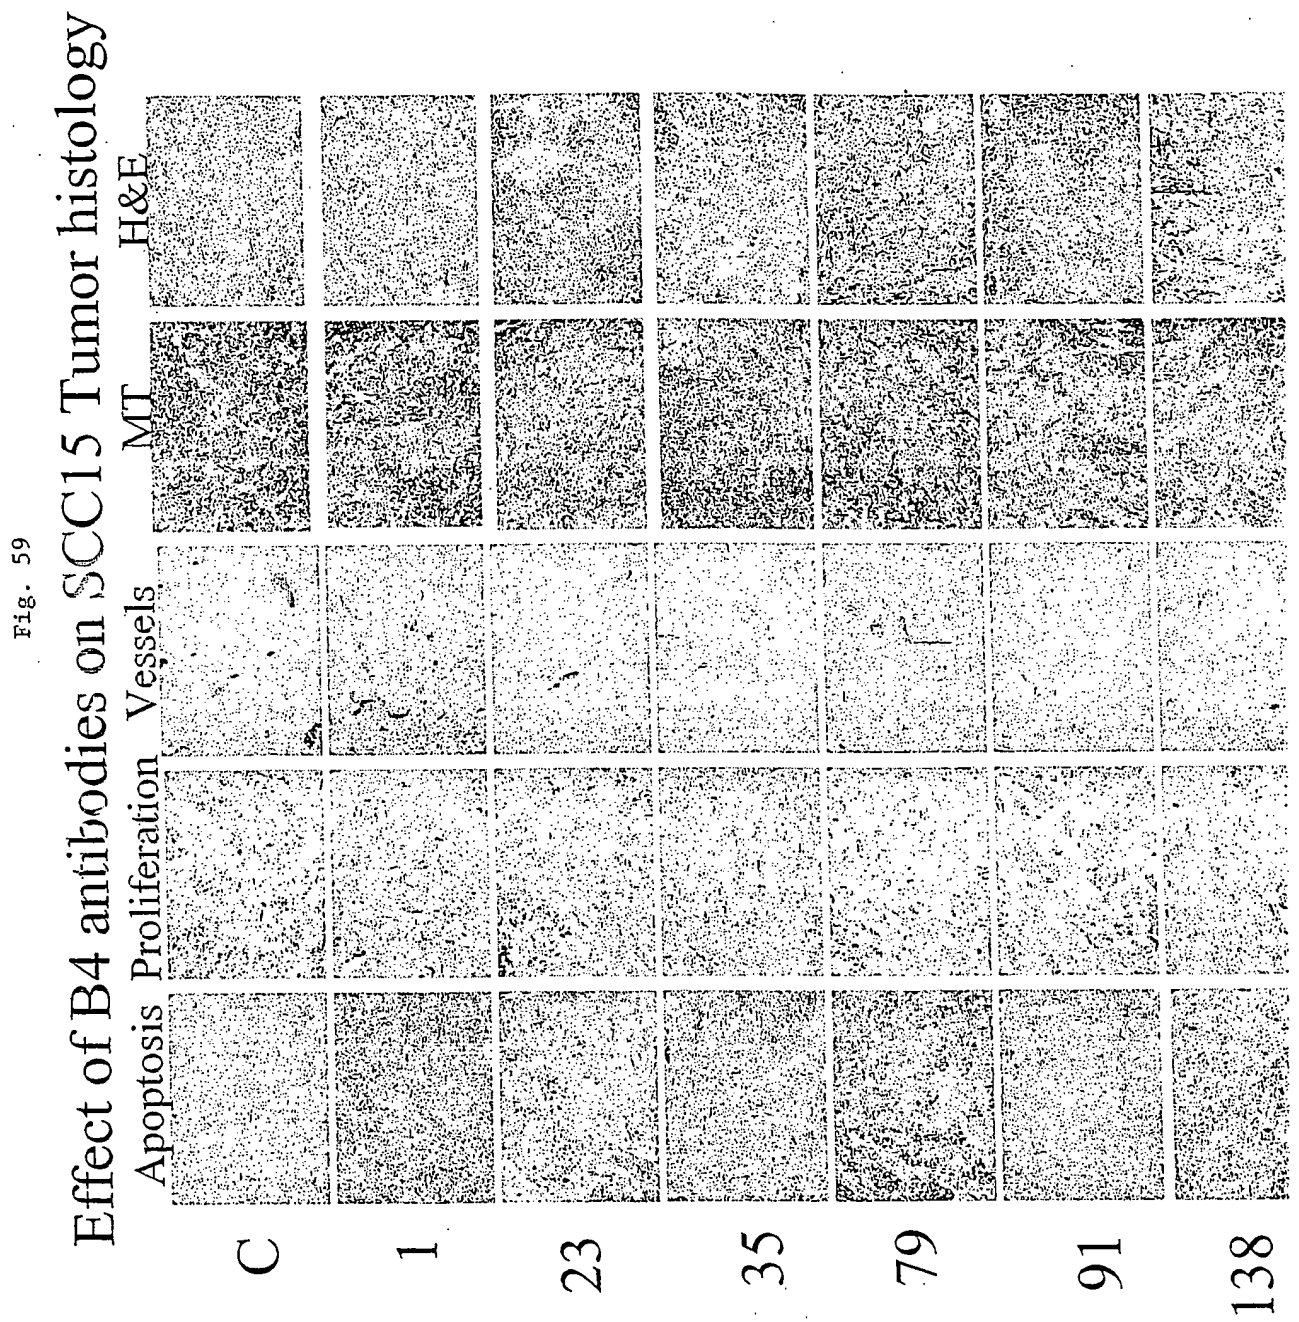 Fig. 59
Effect of B4 antibodies on SCC15 Tumor histology
Apoptosis Proliferation Vessels MT H&E
C
1
23
35
79
91
138